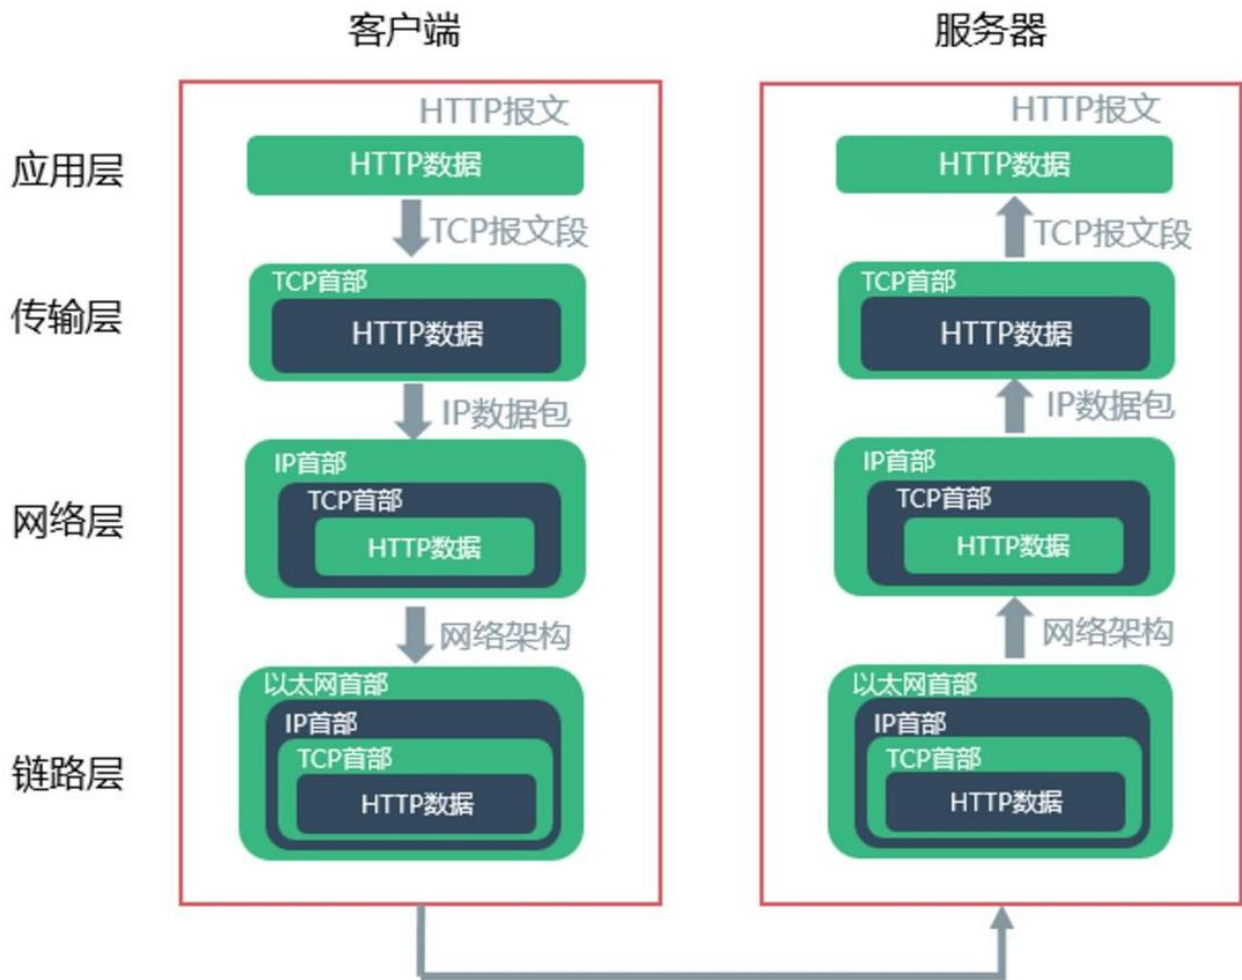 客户端
服务器
HTTP报文
HTTP报文
应用层
HTTP数据
HTTP数据
TCP报文段
TCP报文段
TCP首部
TCP首部
传输层
HTTP数据
HTTP数据
IP数据包
IP数据包
IP首部
IP首部
TCP首部
TCP首部
网络层
HTTP数据
HTTP数据
网络架构
网络架构
以太网首部
以太网首部
IP首部
IP首部
TCP首部
TCP首部
链路层
HTTP数据
HTTP数据